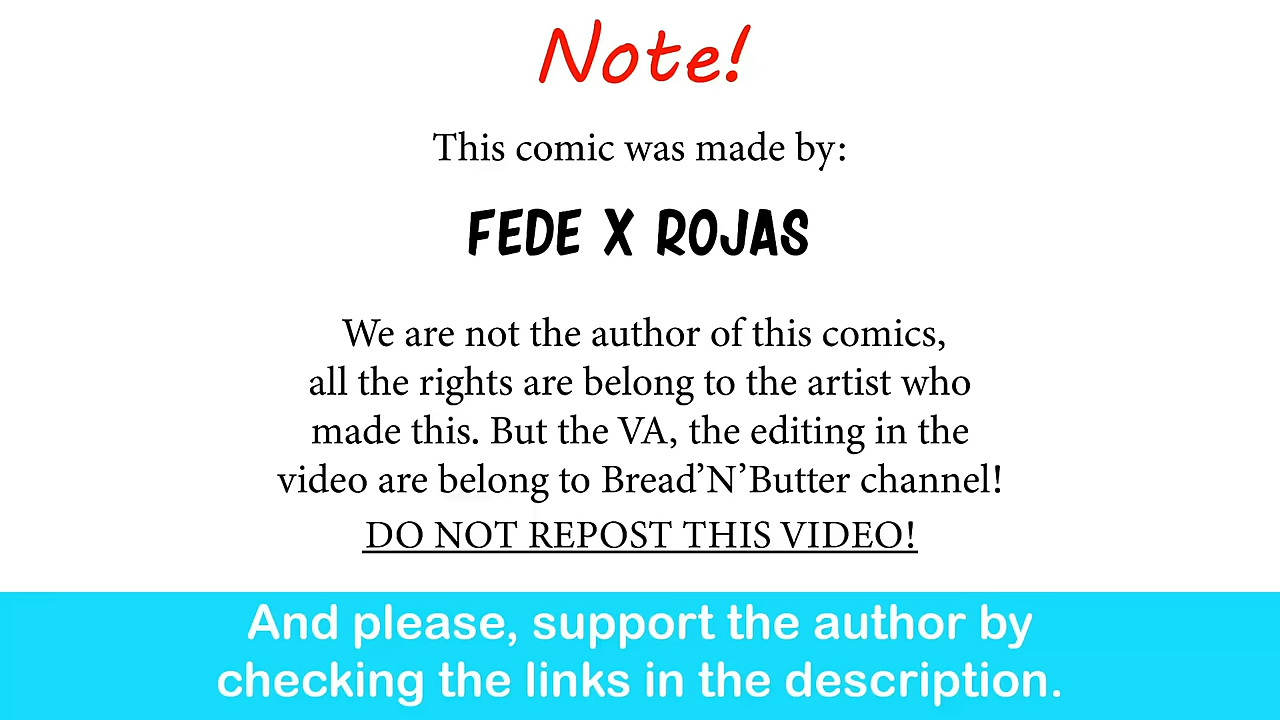 Note!
This comic was made by:
FEDE X ROJAS
We are not the author of this comics,
all the rights are belong to the artist who
made this. But the VA, the editing in the
video are belong to Bread’N’Butter channel!
DO NOT REPOST THIS VIDEO!
And please, support the author by
checking the links in the description.